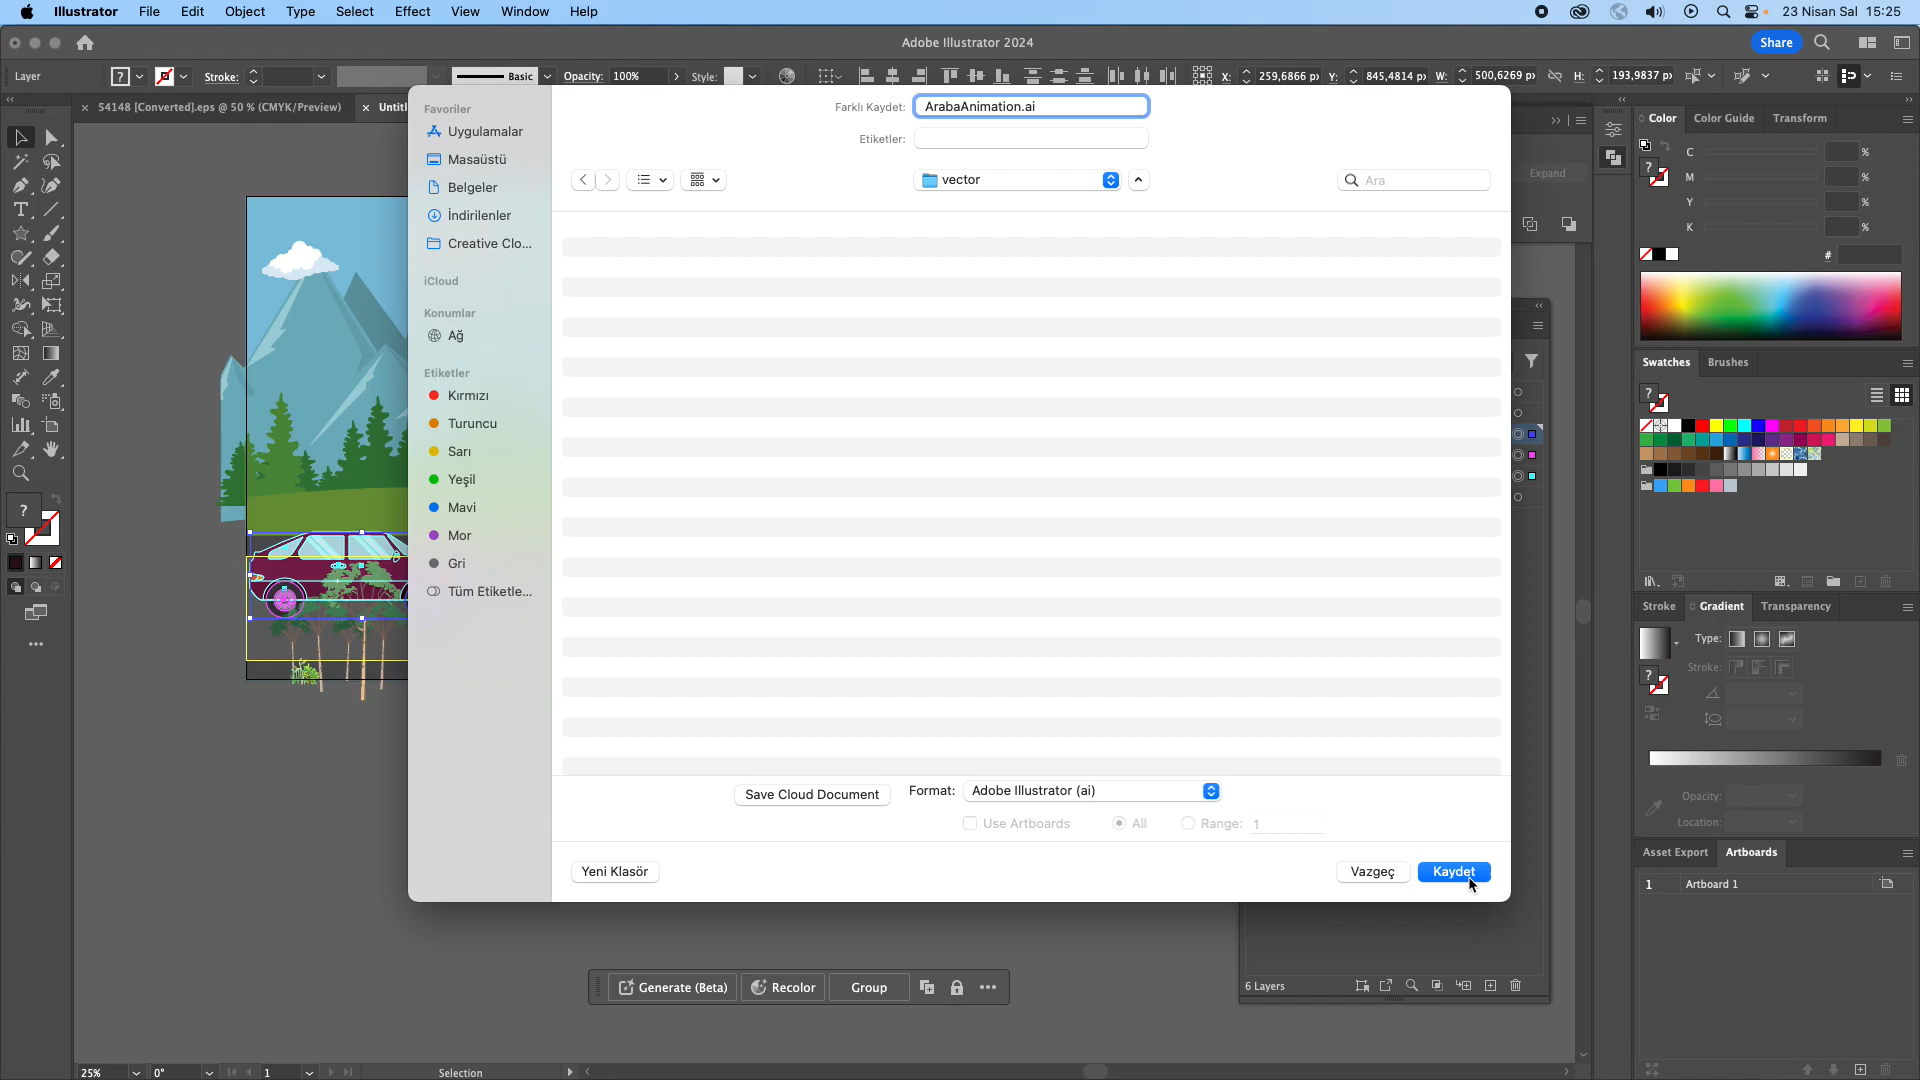 Illustrator File Edit Object Type Select Effect View Window Help 23 Nisan Sal 15:25
Adobe Illustrator 2024 Share
Layer ? Stroke: Basic Opacity: 100% Style: X: 259,6866 p Y: 845,4814 p W: 500,6269 p H: 193,9837 p
54148 [Converted].eps @ 50 % (CMYK/Preview) Untitl
Favoriler
Uygulamalar
Masaüstü
Belgeler
İndirilenler
Creative Clo...
iCloud
Konumlar
Ağ
Etiketler
Kırmızı
Turuncu
Sarı
Yeşil
Mavi
Mor
Gri
Tüm Etiketle...
Farklı Kaydet: ArabaAnimation.ai
Etiketler:
vector
Ara
Save Cloud Document Format: Adobe Illustrator (ai)
Use Artboards All Range: 1
Yeni Klasör Vazgeç Kaydet
Expand
Color Color Guide Transform
C %
? M %
Y %
K %
#
Swatches Brushes
?
Stroke Gradient Transparency
Type:
Stroke:
?
Opacity:
Location:
Asset Export Artboards
1 Artboard 1
?
Generate (Beta) Recolor Group
6 Layers
25% 0° 1 Selection